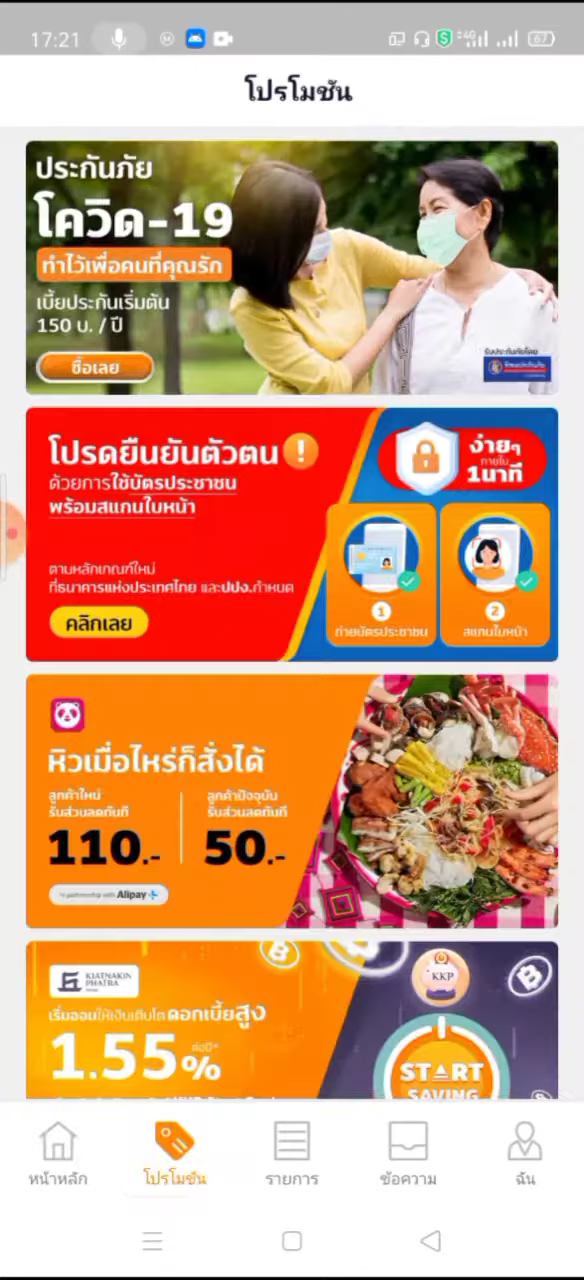 17:21
4G
67
โปรโมชัน
ประกันภัย
โควิด-19
ทำไว้เพื่อคนที่คุณรัก
เบี้ยประกันเริ่มต้น
150 บ. / ปี
ซื้อเลย
รับประกันภัยโดย
โปรดยืนยันตัวตน !
ด้วยการใช้บัตรประชาชน
พร้อมสแกนใบหน้า
ง่ายๆ
ภายใน
1นาที
ตามหลักเกณฑ์ใหม่
ที่ธนาคารแห่งประเทศไทย และปปง.กำหนด
คลิกเลย
1
ถ่ายบัตรประชาชน
2
สแกนใบหน้า
หิวเมื่อไหร่ก็สั่งได้
ลูกค้าใหม่
รับส่วนลดทันที
110.-
ลูกค้าปัจจุบัน
รับส่วนลดทันที
50.-
In partnership with Alipay+
KIATNAKIN
PHATRA
KKP
เริ่มออมให้เงินเติบโต ดอกเบี้ยสูง
1.55%
ต่อปี*
START
SAVING
หน้าหลัก
โปรโมชัน
รายการ
ข้อความ
ฉัน